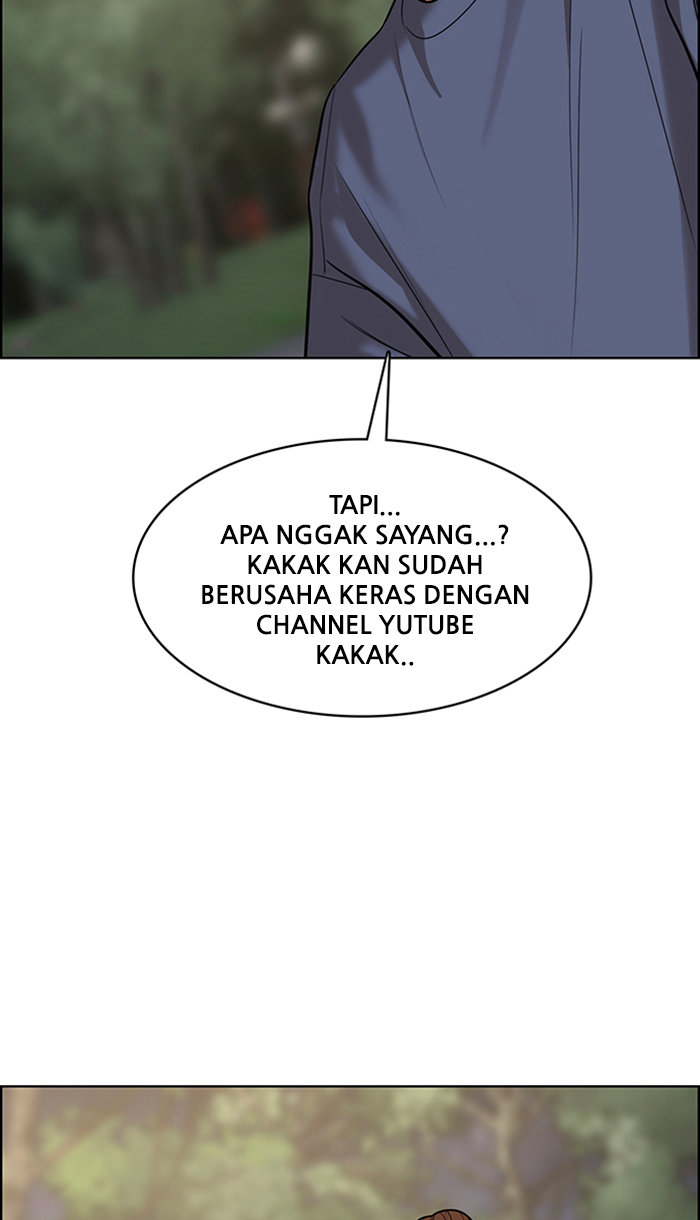 TAPI...
APA NGGAK SAYANG...?
KAKAK KAN SUDAH
BERUSAHA KERAS DENGAN
CHANNEL YUTUBE
KAKAK..